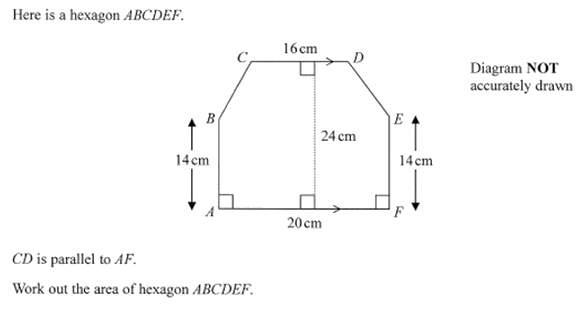 Here is a hexagon ABCDEF.
16 cm
C
D
Diagram NOT
accurately drawn
B
E
24 cm
14 cm
14 cm
A
F
20 cm
CD is parallel to AF.
Work out the area of hexagon ABCDEF.